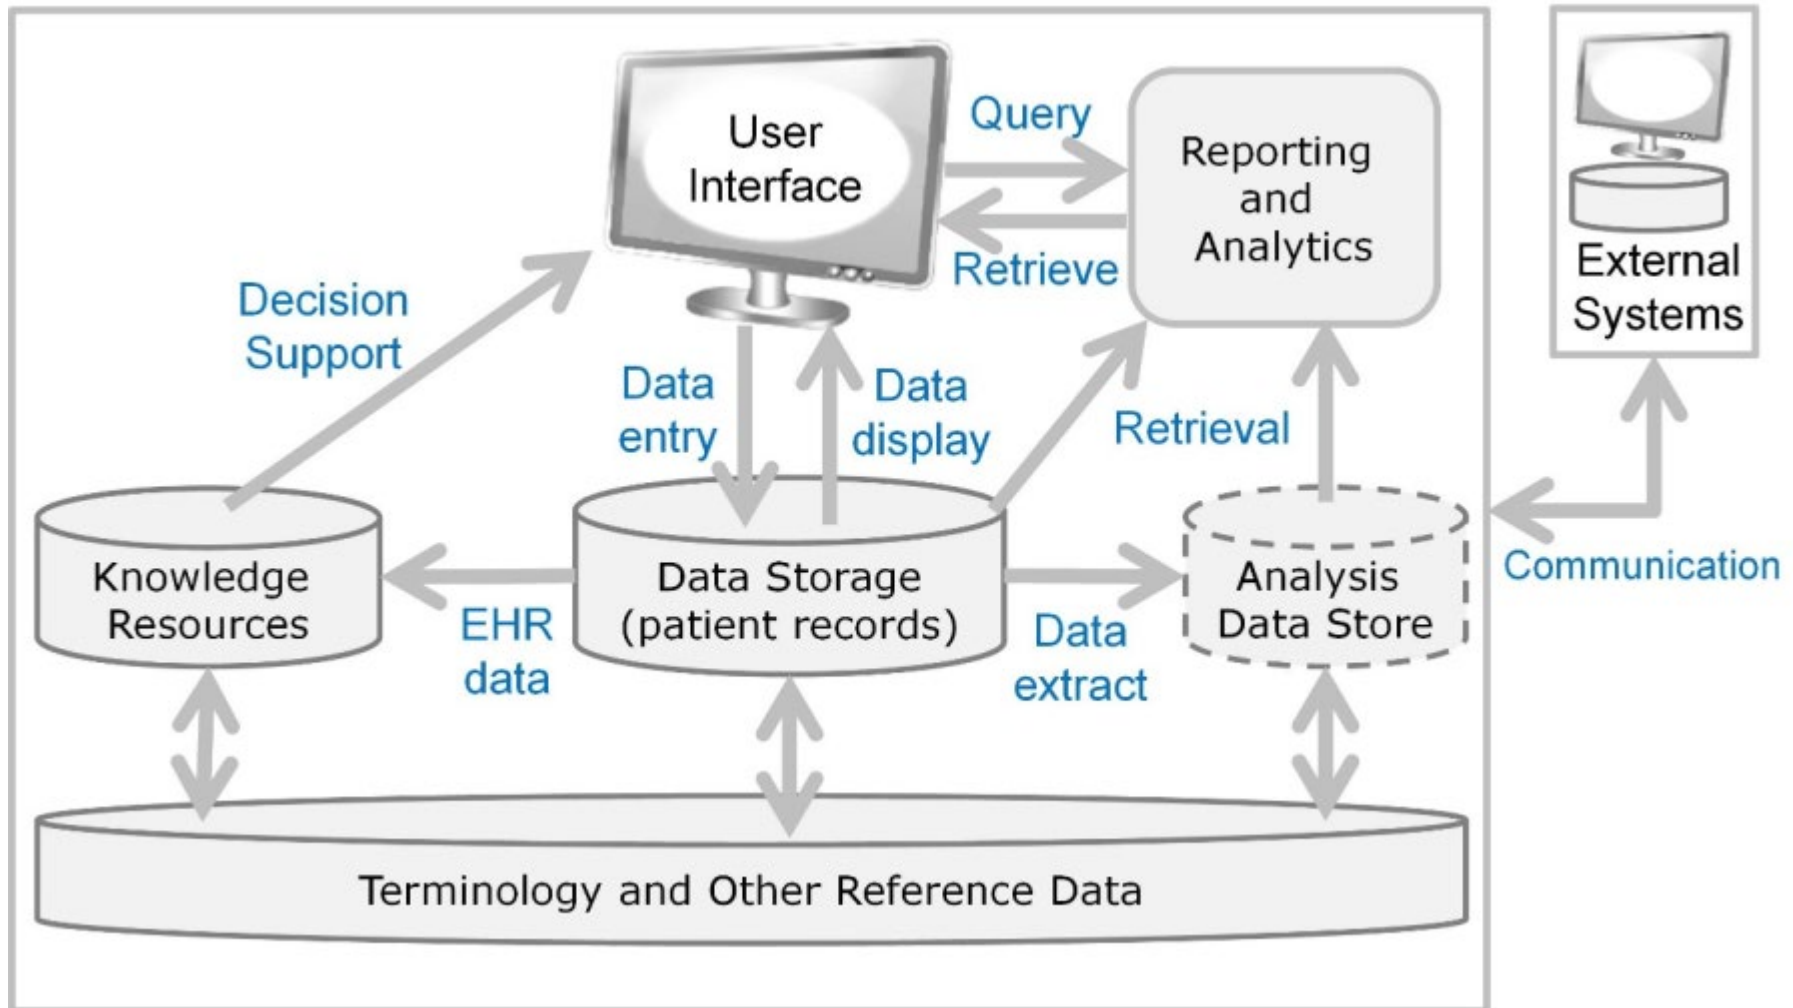 User
Interface
Query
Retrieve
Reporting
and
Analytics
External
Systems
Decision
Support
Data
entry
Data
display
Retrieval
Communication
Knowledge
Resources
EHR
data
Data Storage
(patient records)
Data
extract
Analysis
Data Store
Terminology and Other Reference Data